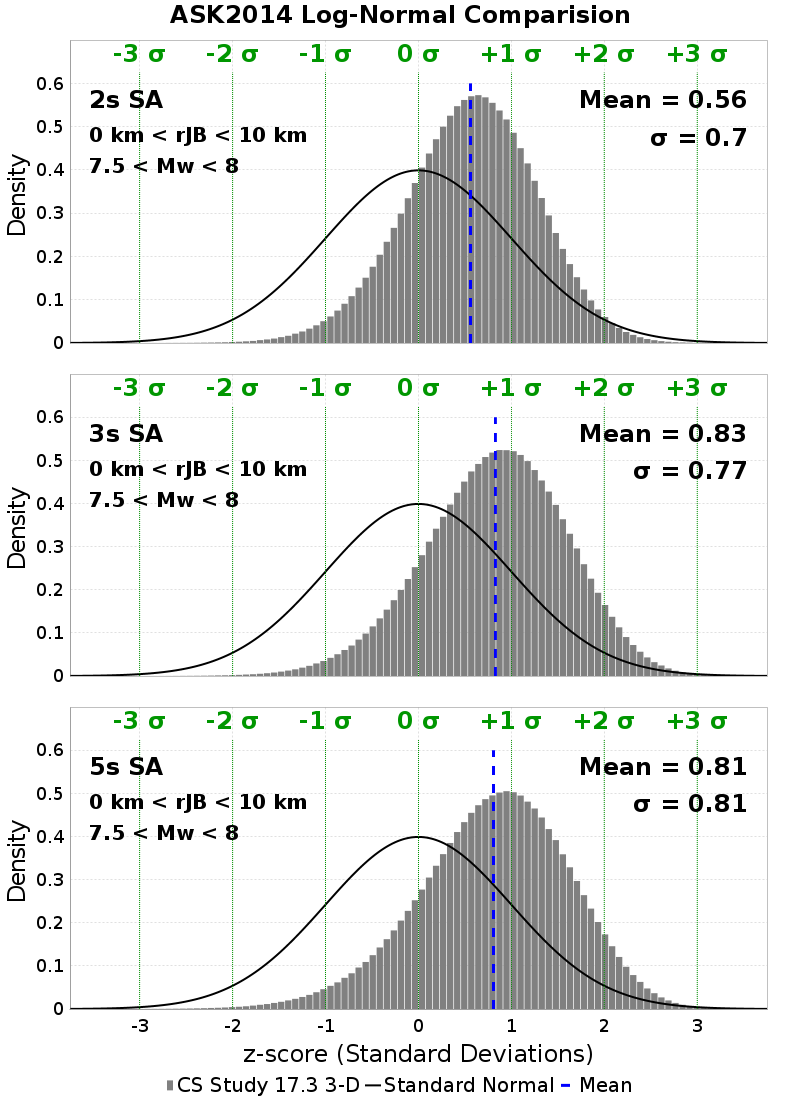 ASK2014 Log-Normal Comparision
-3 σ -2 σ -1 σ 0 σ +1 σ +2 σ +3 σ
0.6
2s SA Mean = 0.56
0.5
0 km < rJB < 10 km σ = 0.7
7.5 < Mw < 8
0.4
0.3
0.2
0.1
0
Density
-3 σ -2 σ -1 σ 0 σ +1 σ +2 σ +3 σ
0.6
3s SA Mean = 0.83
0.5
0 km < rJB < 10 km σ = 0.77
7.5 < Mw < 8
0.4
0.3
0.2
0.1
0
Density
-3 σ -2 σ -1 σ 0 σ +1 σ +2 σ +3 σ
0.6
5s SA Mean = 0.81
0.5
0 km < rJB < 10 km σ = 0.81
7.5 < Mw < 8
0.4
0.3
0.2
0.1
0
Density
-3 -2 -1 0 1 2 3
z-score (Standard Deviations)
CS Study 17.3 3-D Standard Normal Mean